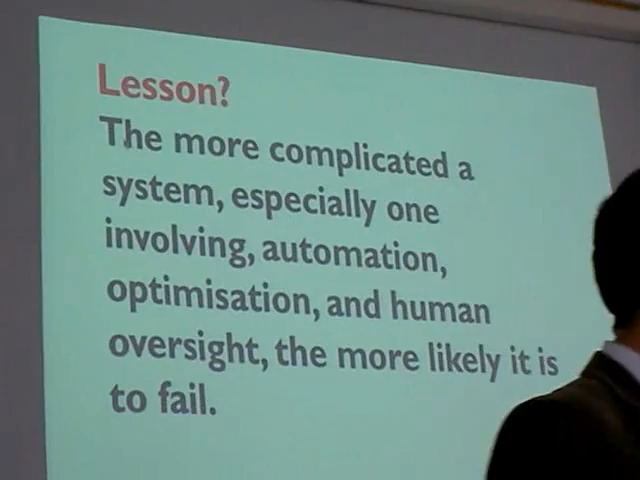 Lesson?
The more complicated a
system, especially one
involving, automation,
optimisation, and human
oversight, the more likely it is
to fail.